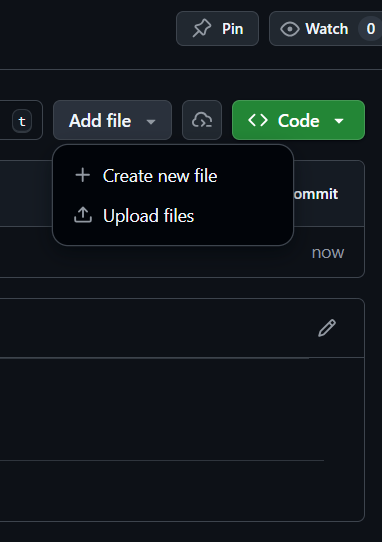 Pin
Watch 0
t
Add file
Code
Create new file
Upload files
ommit
now